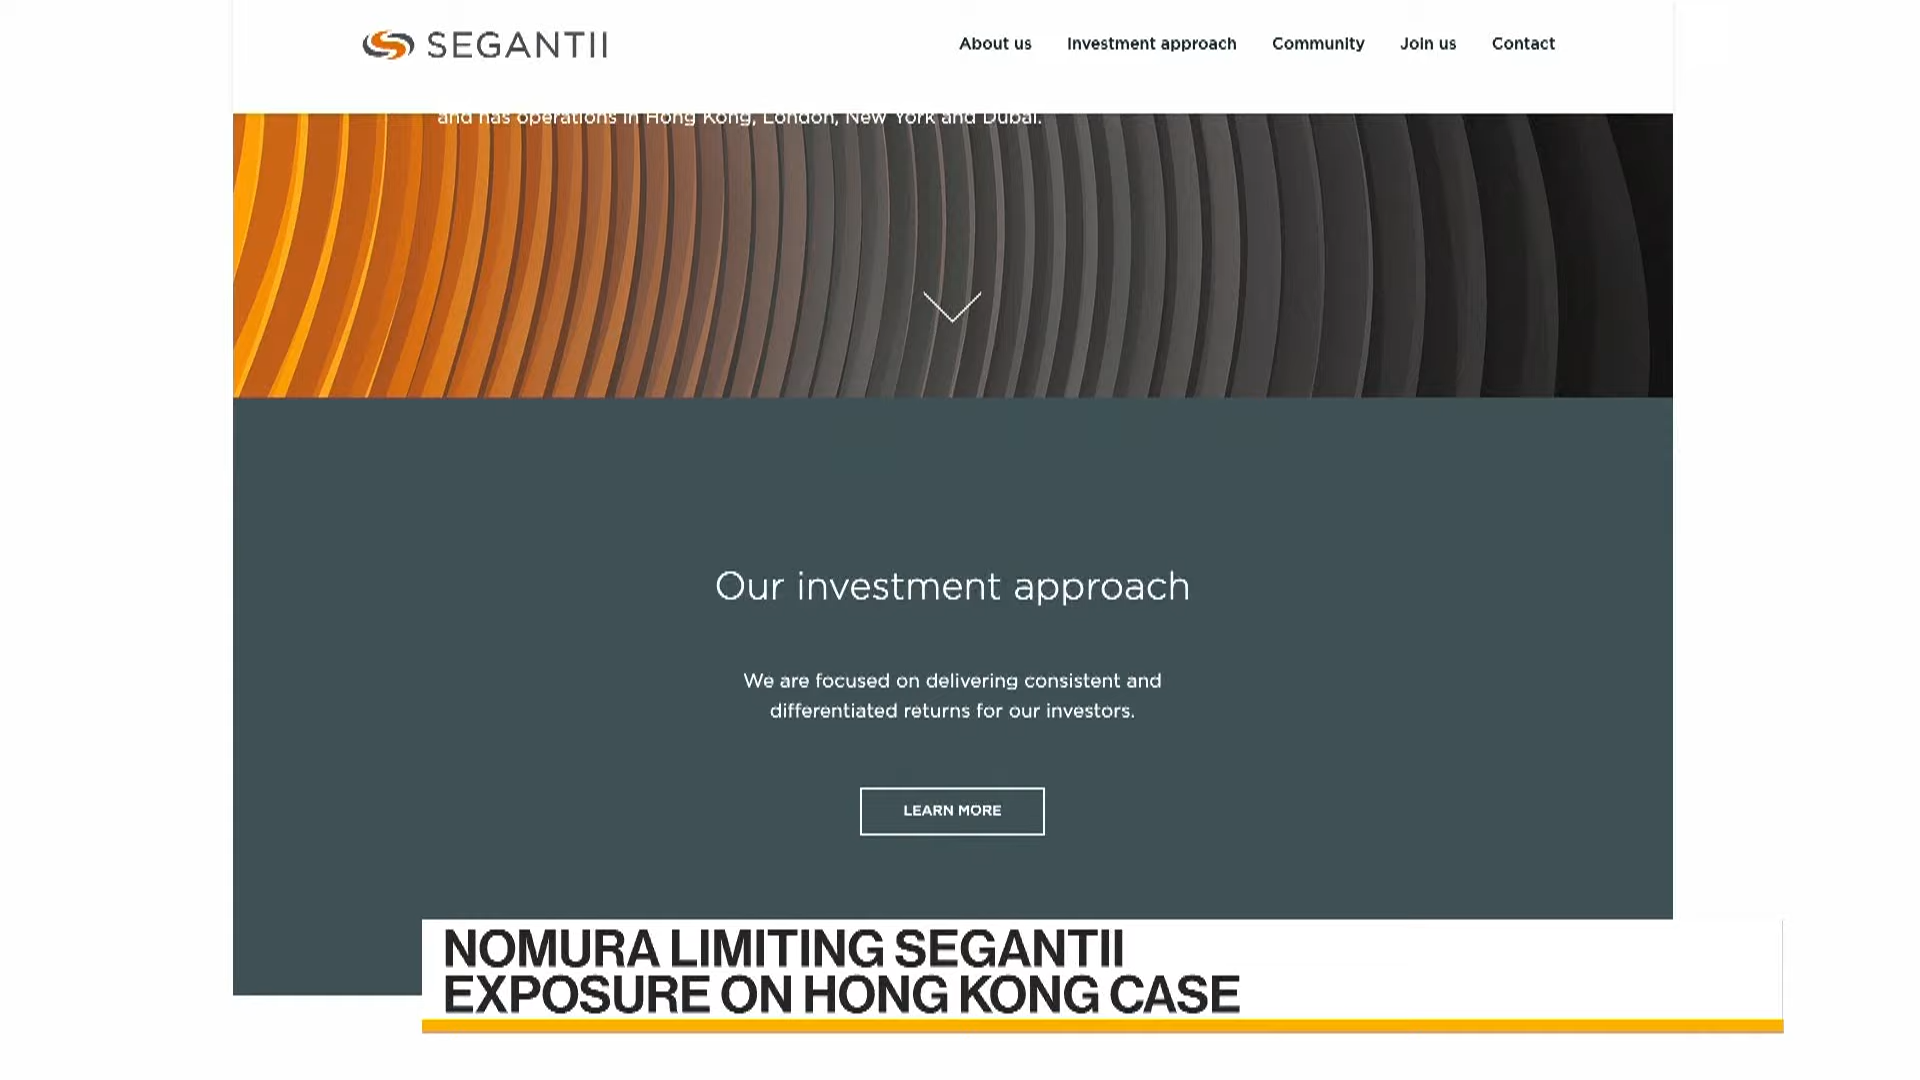 SEGANTII
About us Investment approach Community Join us Contact
and has operations in Hong Kong, London, New York and Dubai.
Our investment approach
We are focused on delivering consistent and
differentiated returns for our investors.
LEARN MORE
NOMURA LIMITING SEGANTII
EXPOSURE ON HONG KONG CASE